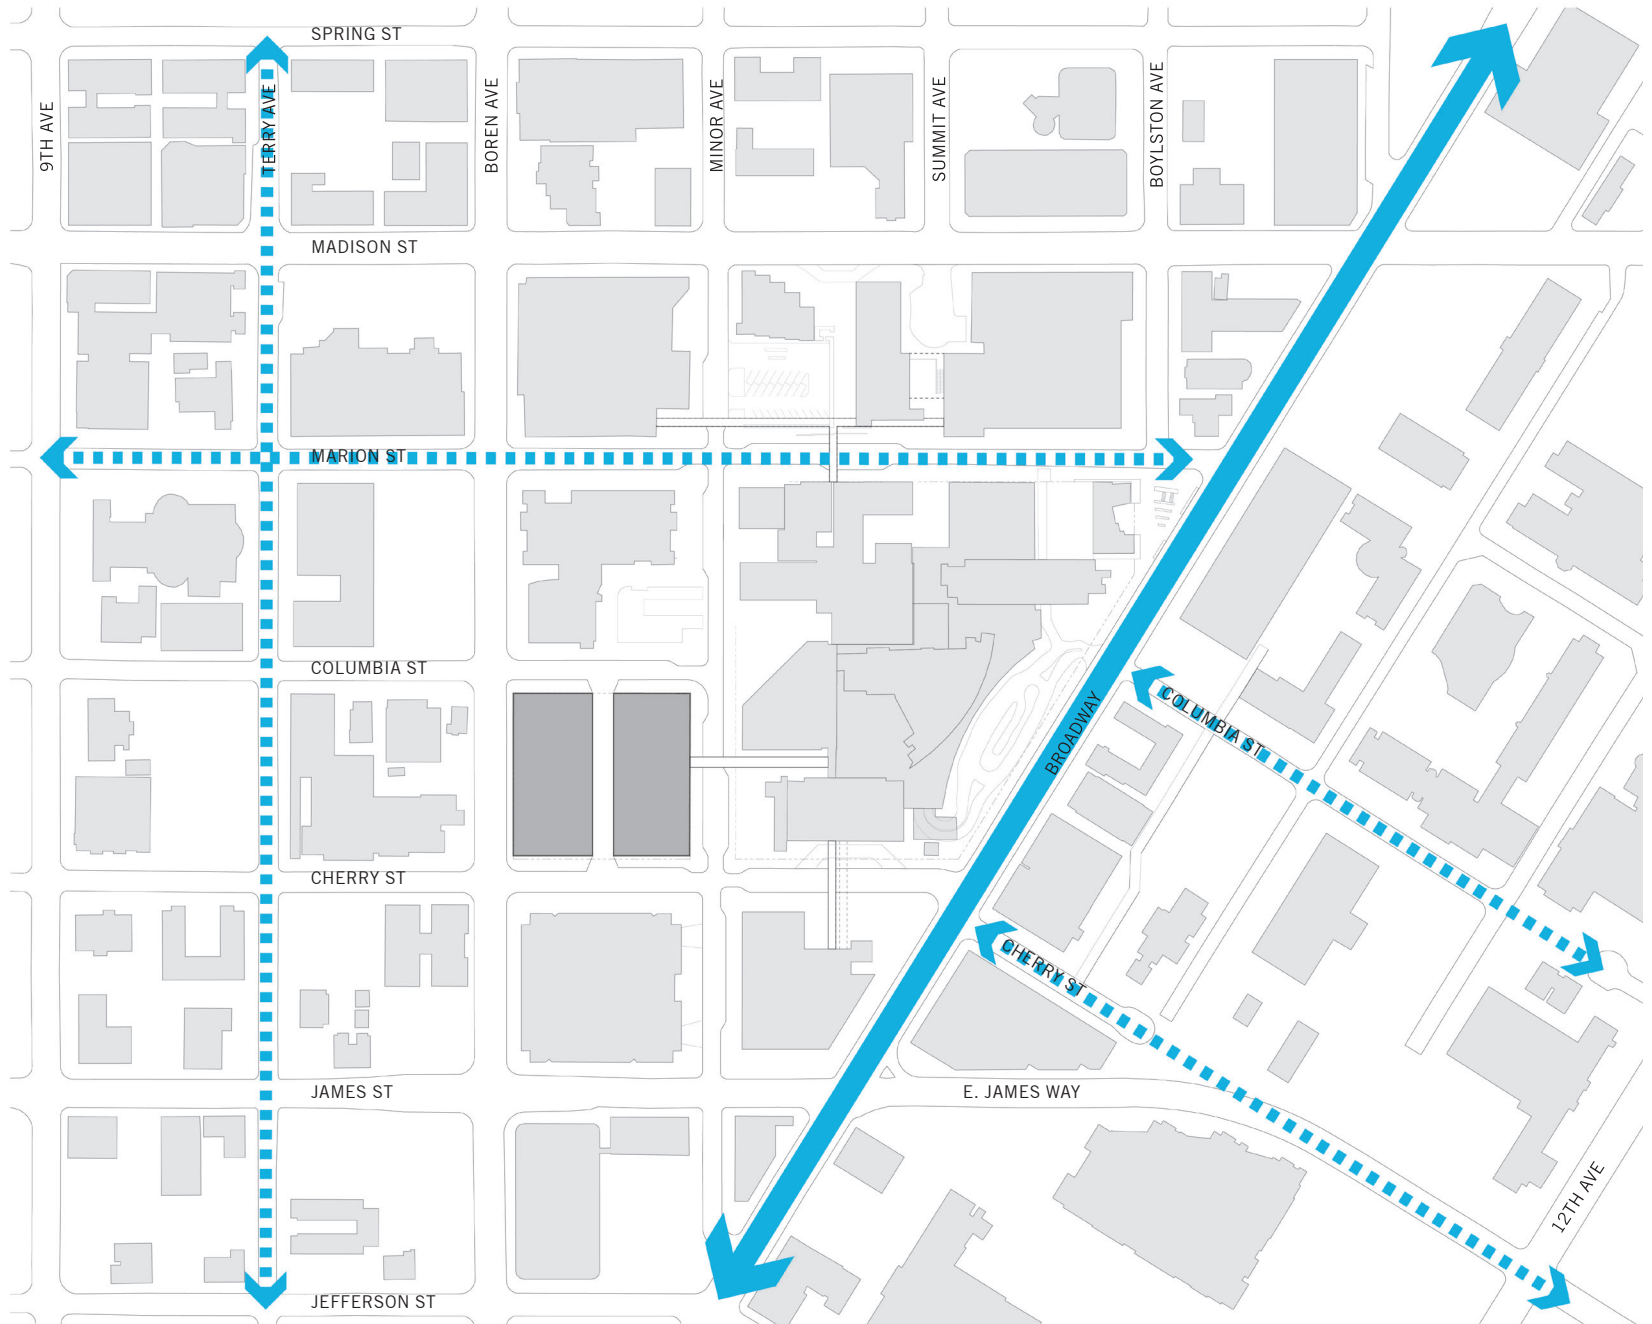 SPRING ST
9TH AVE
TERRY AVE
BOREN AVE
MINOR AVE
SUMMIT AVE
BOYLSTON AVE
MADISON ST
MARION ST
COLUMBIA ST
BROADWAY
COLUMBIA ST
CHERRY ST
CHERRY ST
JAMES ST
E. JAMES WAY
12TH AVE
JEFFERSON ST